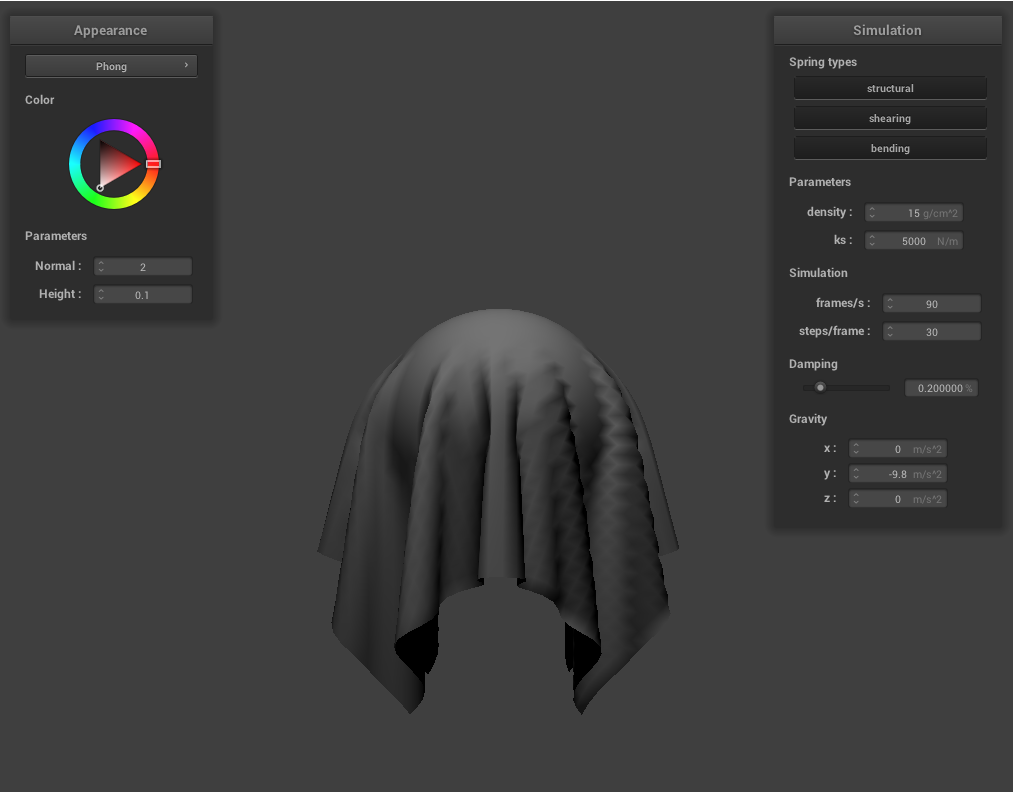 Appearance
Phong
Color
Parameters
Normal : 2
Height : 0.1
Simulation
Spring types
structural
shearing
bending
Parameters
density : 15 g/cm^2
ks : 5000 N/m
Simulation
frames/s : 90
steps/frame : 30
Damping
0.200000 %
Gravity
x : 0 m/s^2
y : -9.8 m/s^2
z : 0 m/s^2